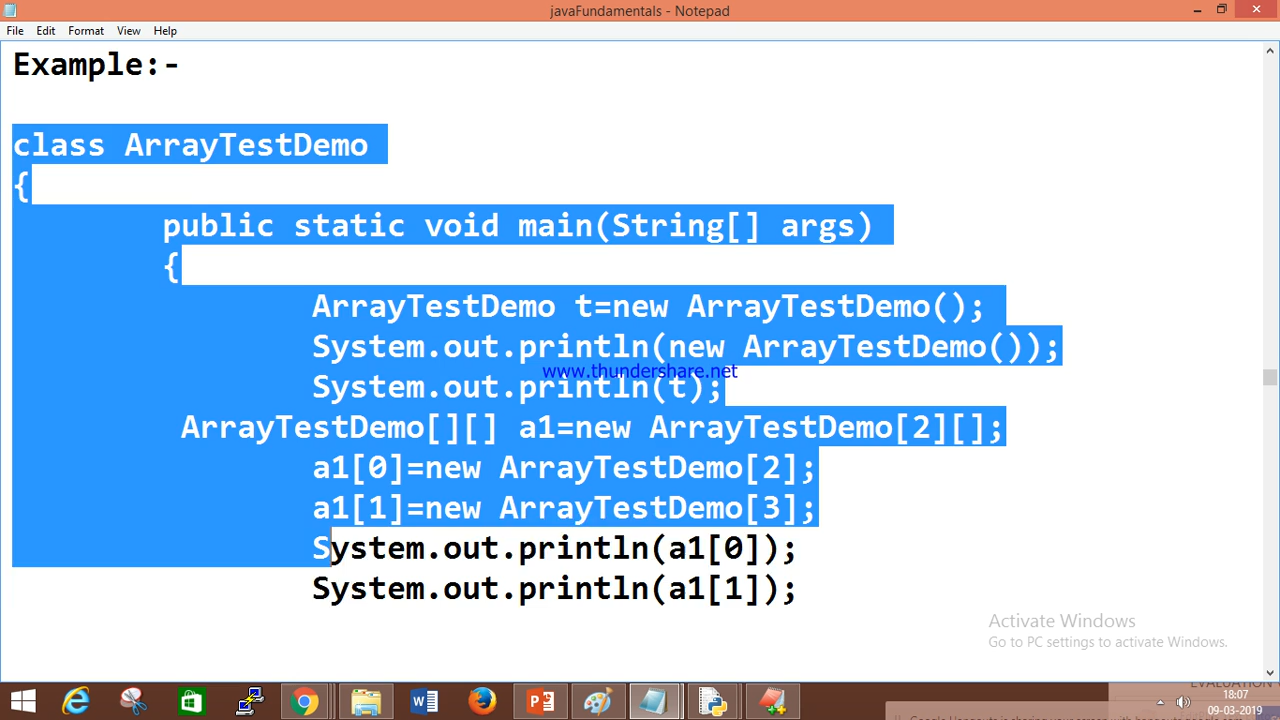 javaFundamentals - Notepad
File Edit Format View Help
Example:-
class ArrayTestDemo
{
public static void main(String[] args)
{
ArrayTestDemo t=new ArrayTestDemo();
System.out.println(new ArrayTestDemo());
www.thundershare.net
System.out.println(t);
ArrayTestDemo[][] a1=new ArrayTestDemo[2][];
a1[0]=new ArrayTestDemo[2];
a1[1]=new ArrayTestDemo[3];
System.out.println(a1[0]);
System.out.println(a1[1]);
Activate Windows
Go to PC settings to activate Windows.
EVALUATION
18:07
09-03-2019